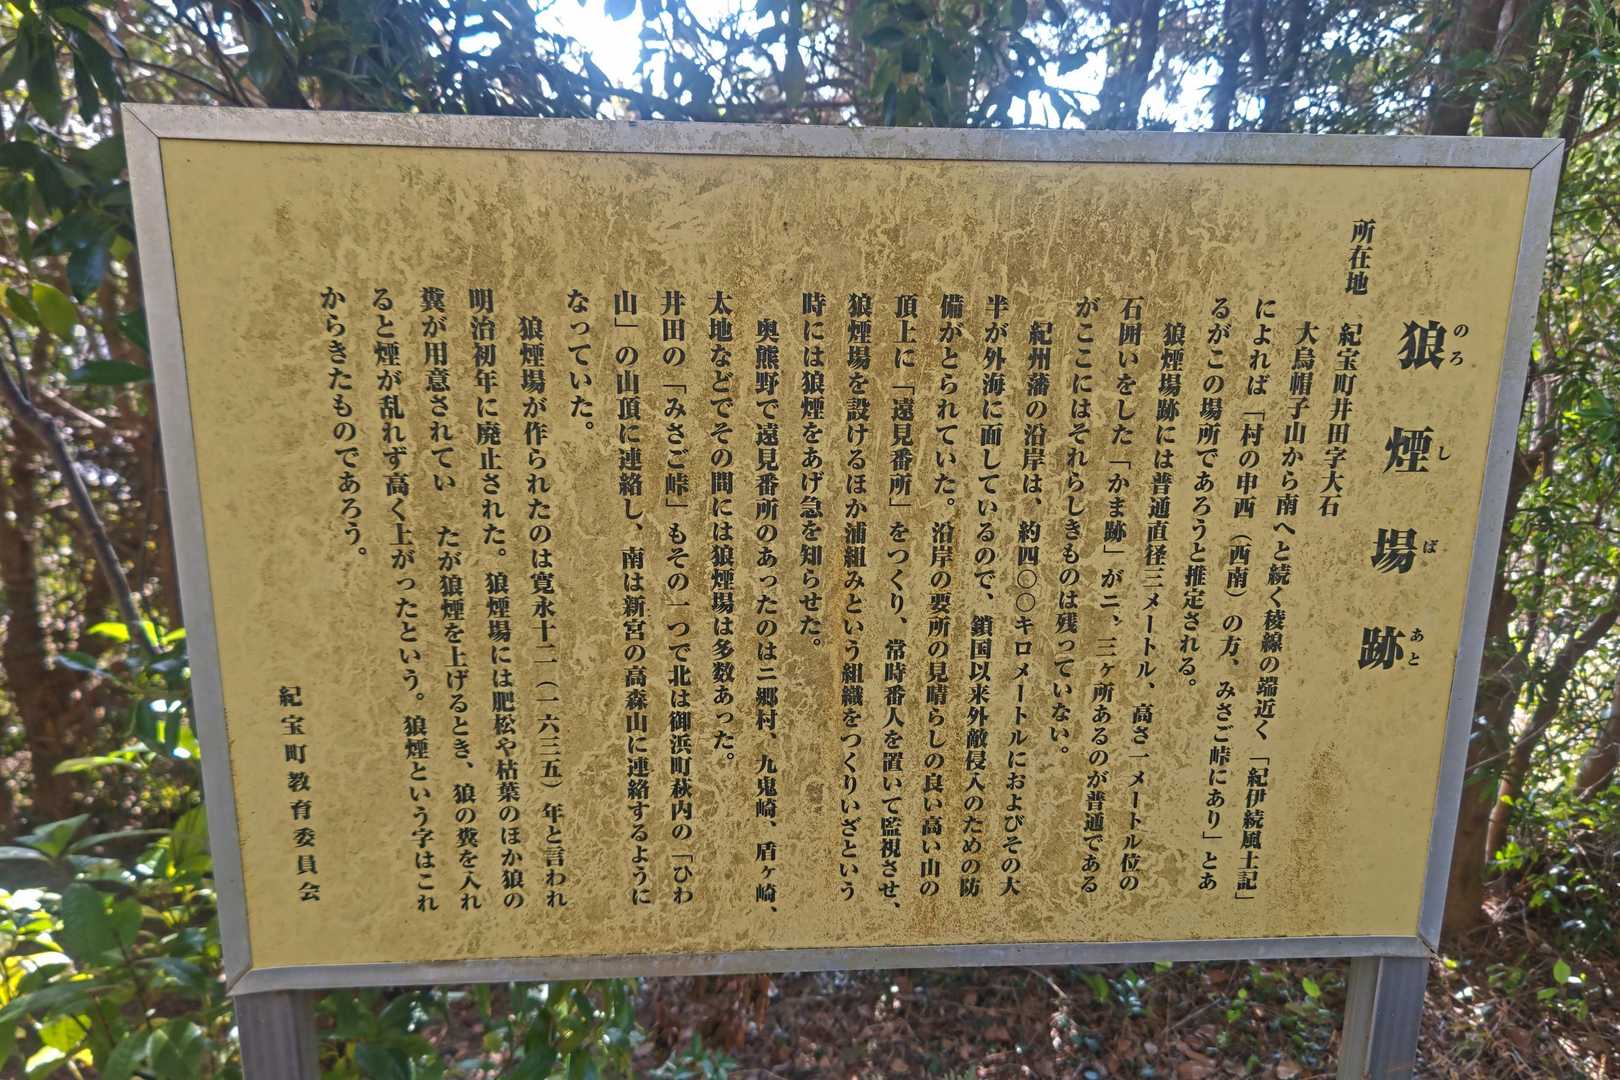 狼煙場跡
のろしばあと
所在地　紀宝町井田字大石
大烏帽子山から南へと続く稜線の端近く「紀伊続風土記」
によれば「村の申西（西南）の方、みさご峠にあり」とあ
るがこの場所であろうと推定される。
狼煙場跡には普通直径三メートル、高さ一メートル位の
石囲いをした「かま跡」が二、三ヶ所あるのが普通である
がここにはそれらしきものは残っていない。
紀州藩の沿岸は、約四〇〇キロメートルにおよびその大
半が外海に面しているので、鎖国以来外敵侵入のための防
備がとられていた。沿岸の要所の見晴らしの良い高い山の
頂上に「遠見番所」をつくり、常時番人を置いて監視させ、
狼煙場を設けるほか浦組みという組織をつくりいざという
時には狼煙をあげ急を知らせた。
奥熊野で遠見番所のあったのは二郷村、九鬼崎、盾ヶ崎、
太地などでその間には狼煙場は多数あった。
井田の「みさご峠」もその一つで北は御浜町萩内の「ひわ
山」の山頂に連絡し、南は新宮の高森山に連絡するように
なっていた。
狼煙場が作られたのは寛永十二（一六三五）年と言われ
明治初年に廃止された。狼煙場には肥松や枯葉のほか狼の
糞が用意されてい　たが狼煙を上げるとき、狼の糞を入れ
ると煙が乱れず高く上がったという。狼煙という字はこれ
からきたものであろう。
紀宝町教育委員会